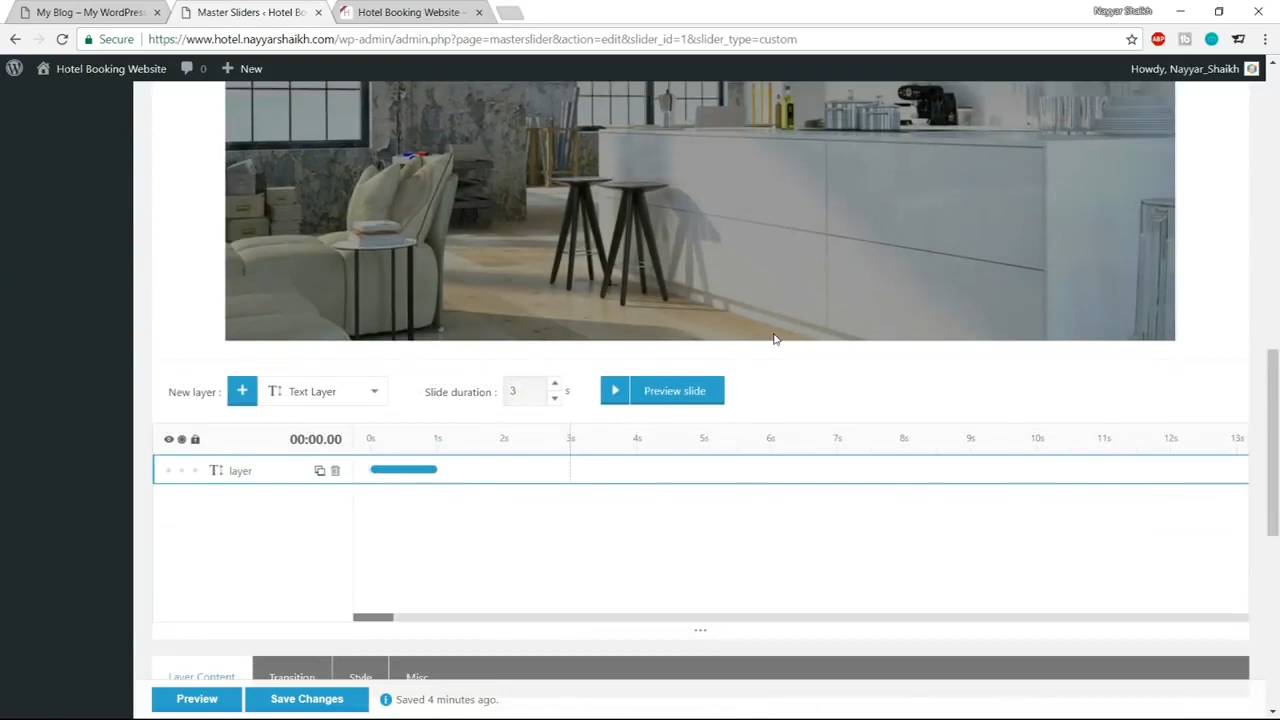 My Blog – My WordPress
Master Sliders ‹ Hotel Bo
Hotel Booking Website –
Nayyar Shaikh
Secure
https://www.hotel.nayyarshaikh.com/wp-admin/admin.php?page=masterslider&action=edit&slider_id=1&slider_type=custom
Hotel Booking Website
0
New
Howdy, Nayyar_Shaikh
New layer :
Text Layer
Slide duration :
3
s
Preview slide
00:00.00
0s 1s 2s 3s 4s 5s 6s 7s 8s 9s 10s 11s 12s 13s
layer
Layer Content
Transition
Style
Misc
Preview
Save Changes
Saved 4 minutes ago.